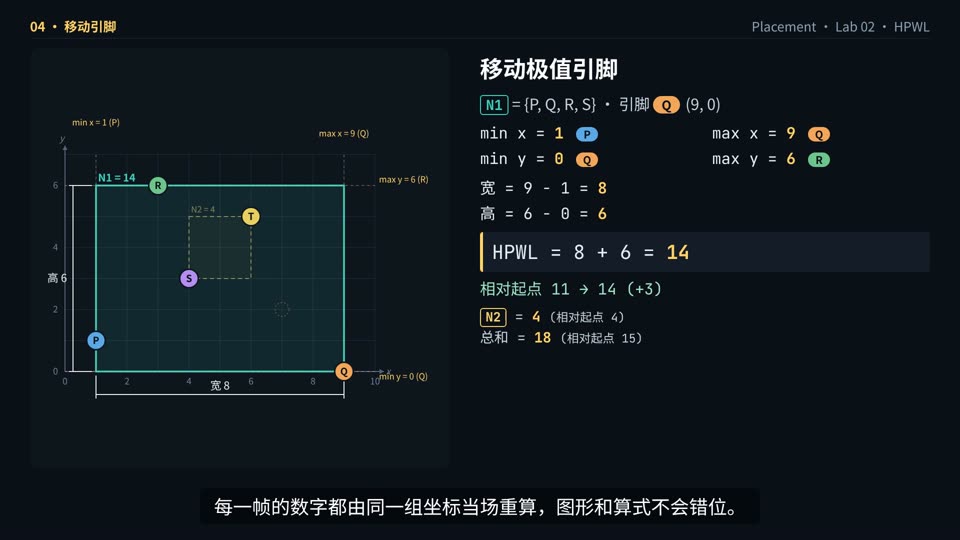 04 • 移动引脚
Placement • Lab 02 • HPWL
min x = 1 (P)
max x = 9 (Q)
y
N1 = 14
R
max y = 6 (R)
6
N2 = 4
T
4
高 6
S
2
P
0
Q
x
min y = 0 (Q)
0
2
4
6
8
10
宽 8
移动极值引脚
N1 = {P, Q, R, S} • 引脚 Q (9, 0)
min x = 1 P
max x = 9 Q
min y = 0 Q
max y = 6 R
宽 = 9 - 1 = 8
高 = 6 - 0 = 6
HPWL = 8 + 6 = 14
相对起点 11 → 14 (+3)
N2 = 4 (相对起点 4)
总和 = 18 (相对起点 15)
每一帧的数字都由同一组坐标当场重算，图形和算式不会错位。